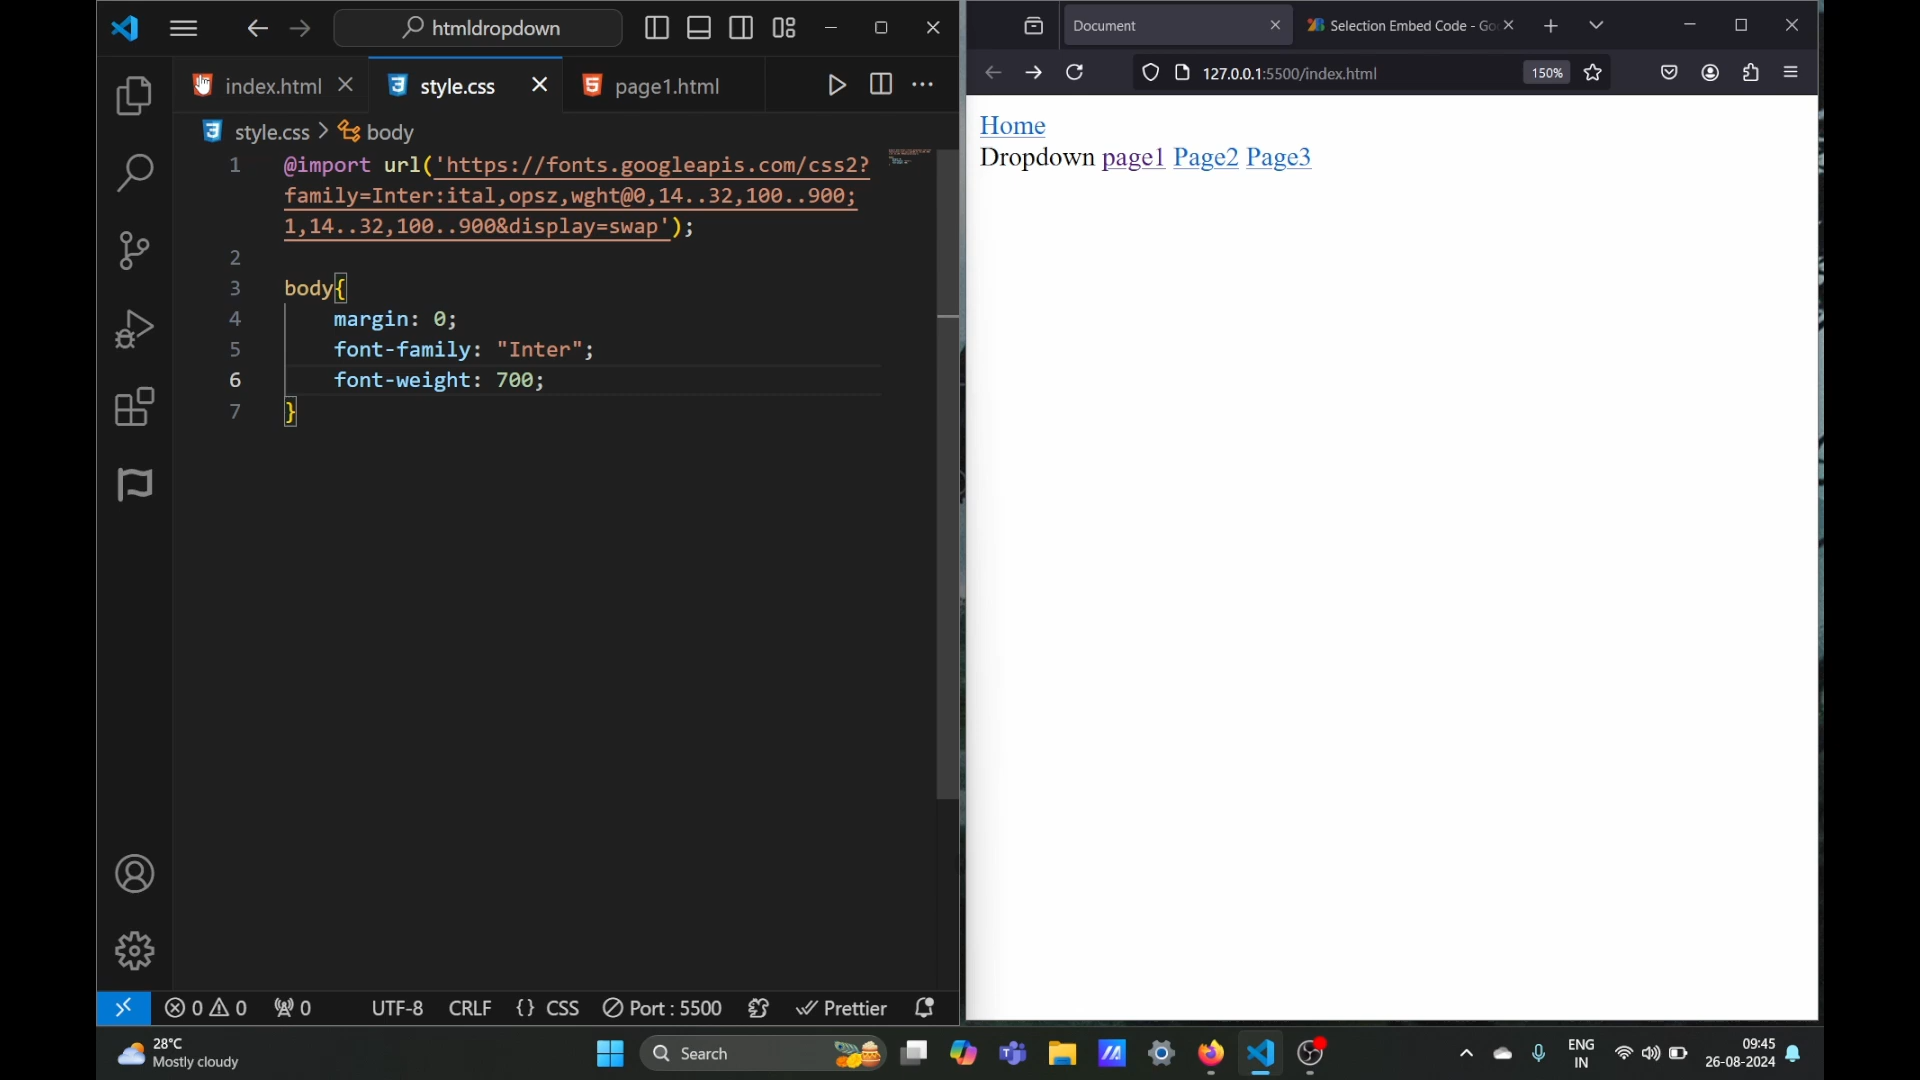 htmldropdown
index.html
style.css
page1.html
style.css > body
1 @import url('https://fonts.googleapis.com/css2?
family=Inter:ital,opsz,wght@0,14..32,100..900;
1,14..32,100..900&display=swap');
2
3 body{
4 margin: 0;
5 font-family: "Inter";
6 font-weight: 700;
7 }
0 0 0 UTF-8 CRLF {} CSS Port : 5500 Prettier
Document
Selection Embed Code - Go
127.0.0.1:5500/index.html
150%
Home
Dropdown page1 Page2 Page3
28°C
Mostly cloudy
Search
ENG
IN
09:45
26-08-2024